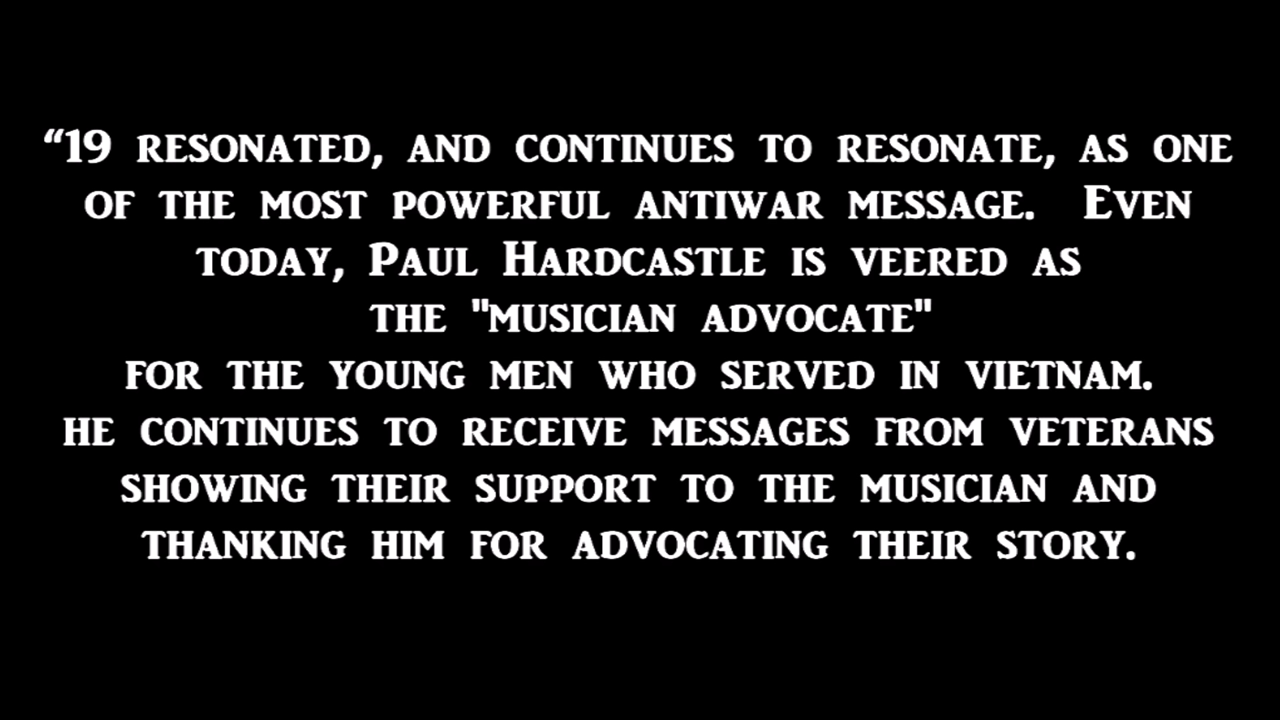 “19 resonated, and continues to resonate, as one
of the most powerful antiwar message. Even
today, Paul Hardcastle is veered as
the "musician advocate"
for the young men who served in vietnam.
he continues to receive messages from veterans
showing their support to the musician and
thanking him for advocating their story.